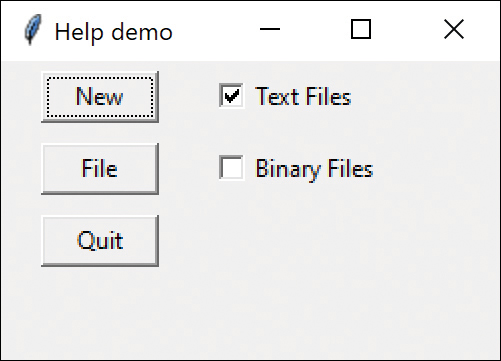 Help demo
New
Text Files
File
Binary Files
Quit